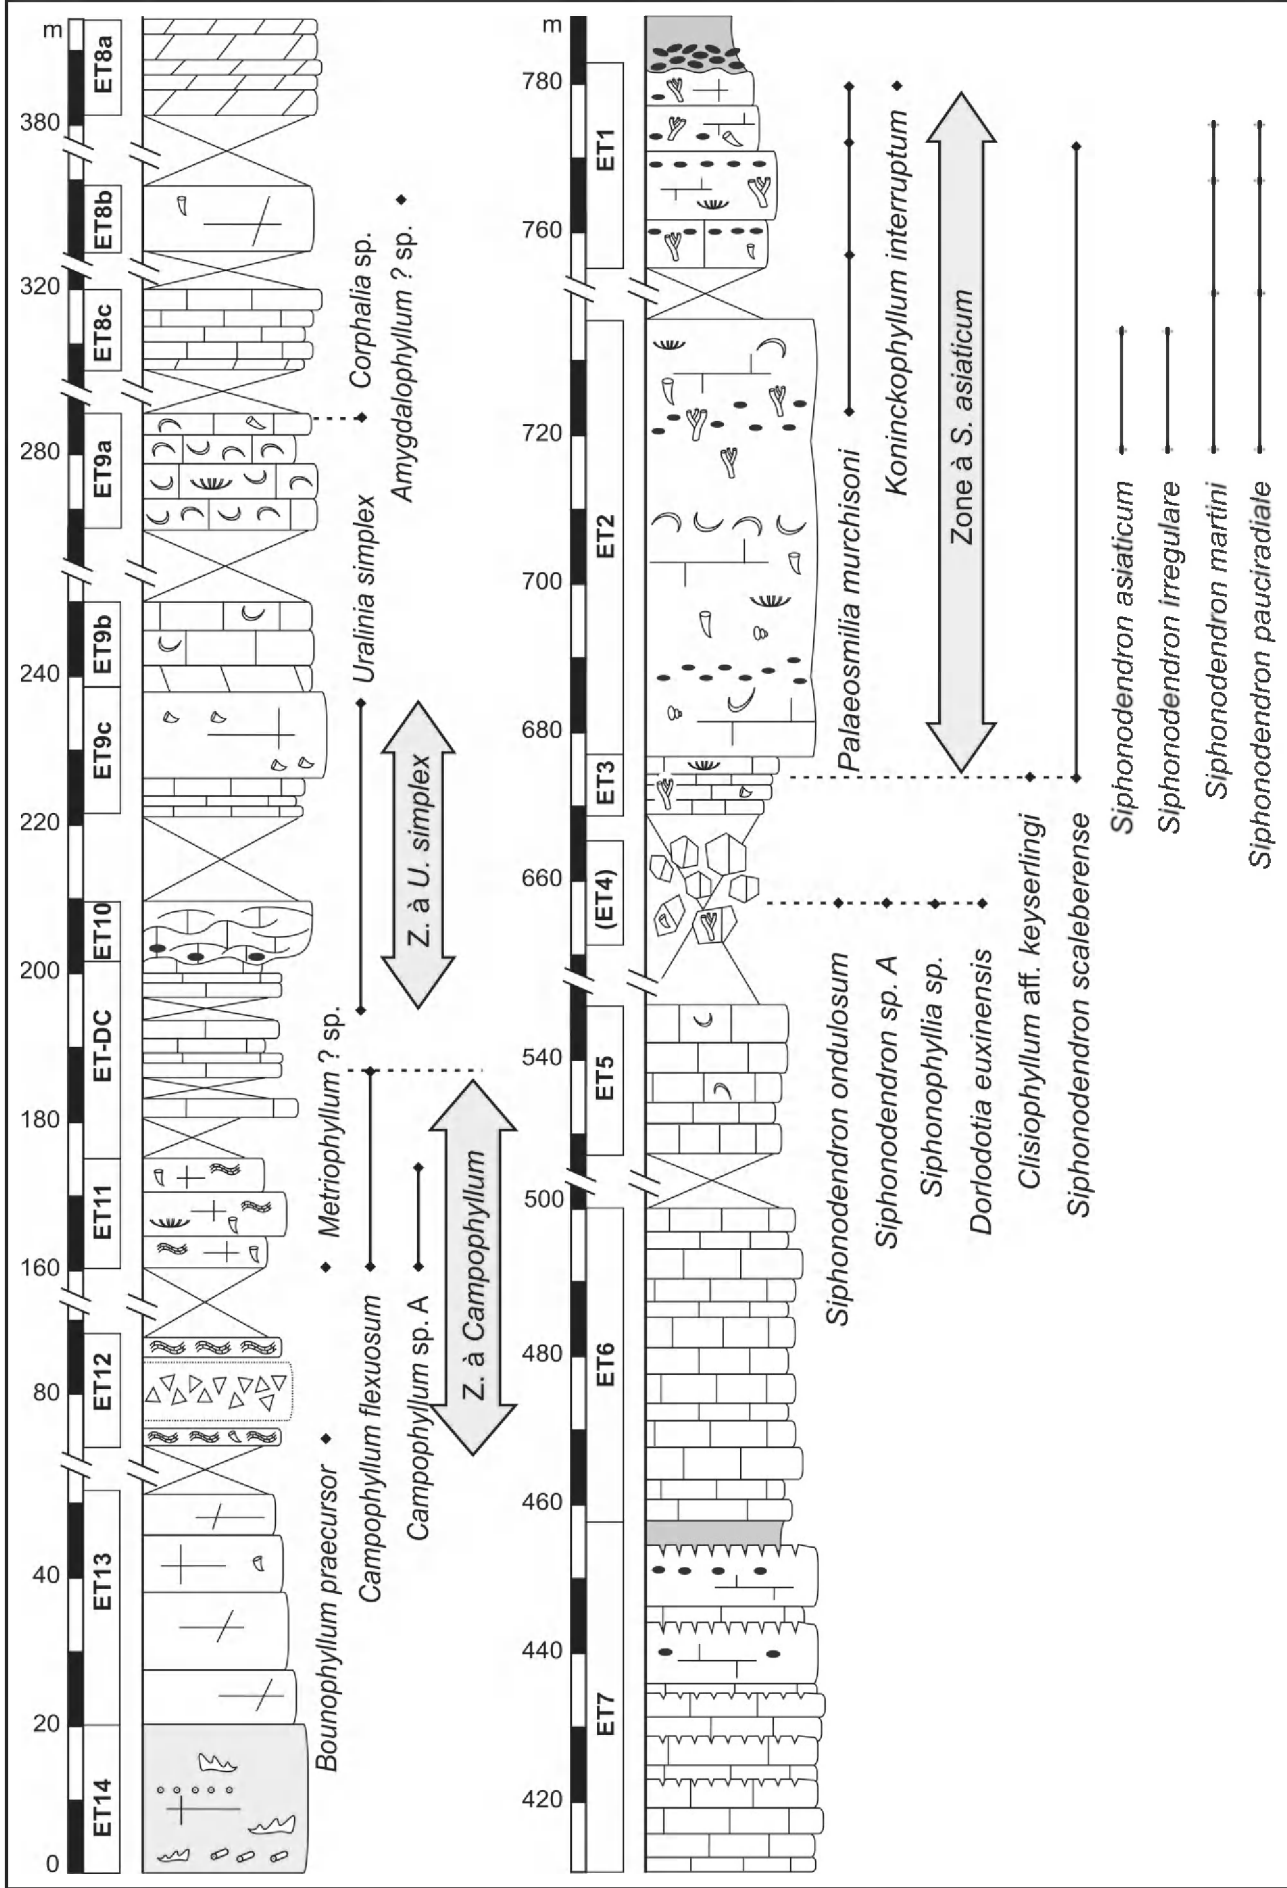 m
ET8a
380
ET8b
320
ET8c
ET9a
280
ET9b
240
ET9c
220
ET10
200
ET-DC
180
ET11
160
ET12
80
ET13
40
20
ET14
0
Corphalia sp.
Amygdalophyllum ? sp.
Uralinia simplex
Z. à U. simplex
Metriophyllum ? sp.
Z. à Campophyllum
Bounophyllum praecursor
Campophyllum flexuosum
Campophyllum sp. A
m
780
ET1
760
ET2
720
700
680
ET3
660
(ET4)
540
ET5
500
480
ET6
460
440
ET7
420
Palaeosmilia murchisoni
Koninckophyllum interruptum
Zone à S. asiaticum
Siphonodendron ondulosum
Siphonodendron sp. A
Siphonophyllia sp.
Dorlodotia euxinensis
Clisiophyllum aff. keyserlingi
Siphonodendron scaleberense
Siphonodendron asiaticum
Siphonodendron irregulare
Siphonodendron martini
Siphonodendron pauciradiale